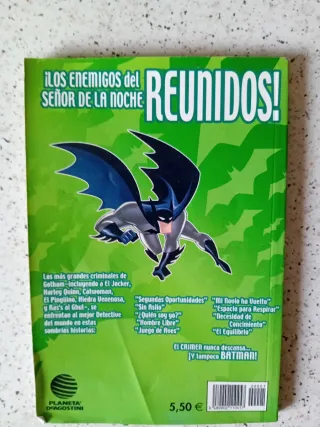 ¡LOS ENEMIGOS del
SEÑOR DE LA NOCHE
REUNIDOS!
Los más grandes criminales de
Gotham—incluyendo a El Jocker,
Harley Quinn, Catwoman,
El Pingüino, Hiedra Venenosa,
y Ra's al Ghul—, se
enfrentan al mejor Detective
del mundo en estas
sombrías historias:
"Segundas Oportunidades"
"Sin Asilo"
"¿Quién soy yo?"
"Hombre Libre"
"Juego de Aves"
"Mi Novio ha Vuelto"
"Espacio para Respirar"
"Necesidad de
Conocimiento"
"El Equilibrio"
El CRIMEN nunca descansa...
¡Y tampoco BATMAN!
PLANETA
DeAGOSTINI
5,50 €